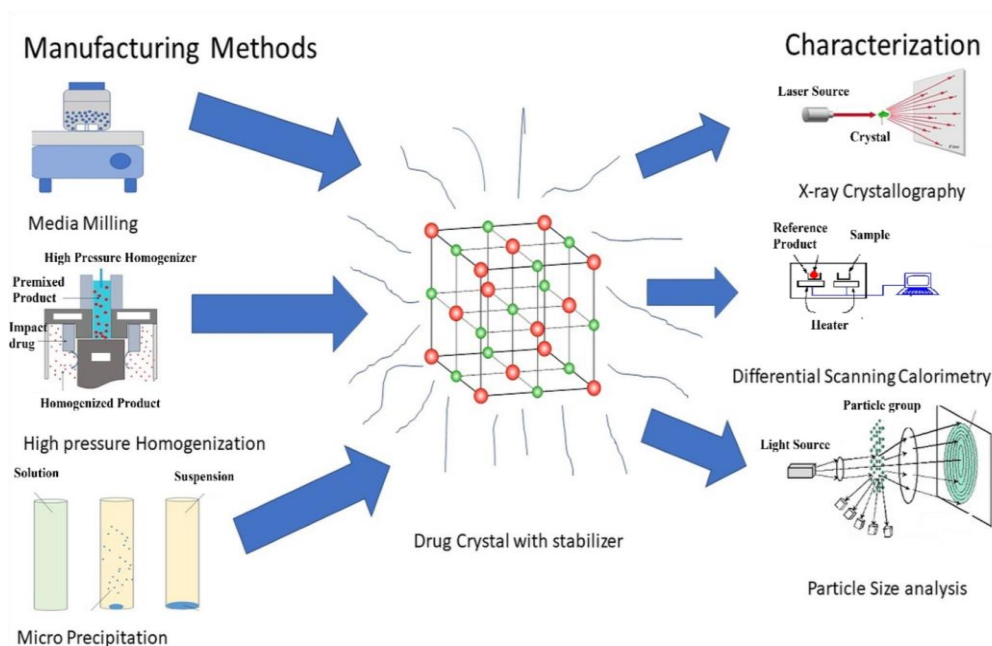 Manufacturing Methods
Media Milling
High Pressure Homogenizer
Premixed
Product
Impact
drug
Homogenized Product
High pressure Homogenization
Solution
Suspension
Micro Precipitation
Drug Crystal with stabilizer
Characterization
Laser Source
Crystal
X-ray Crystallography
Reference
Product
Sample
Heater
Differential Scanning Calorimetry
Particle group
Light Source
Particle Size analysis